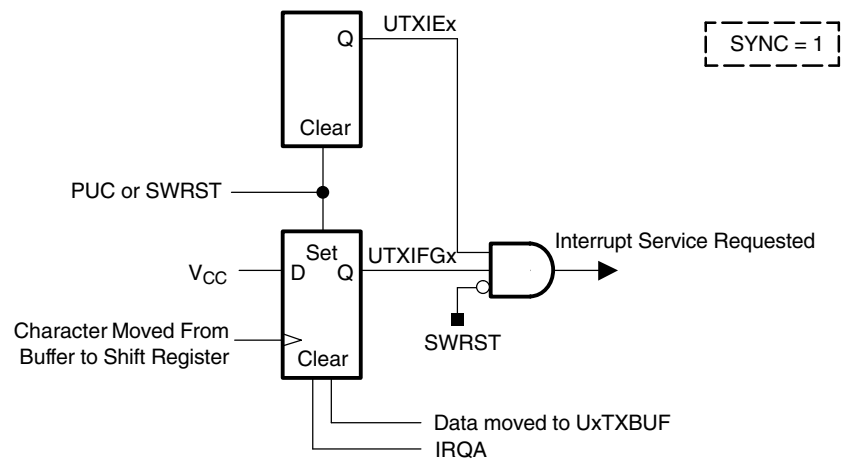 Q
UTXIEx
SYNC = 1
Clear
PUC or SWRST
Set
UTXIFGx
Interrupt Service Requested
VCC
D
Q
Character Moved From
Buffer to Shift Register
SWRST
Clear
Data moved to UxTXBUF
IRQA